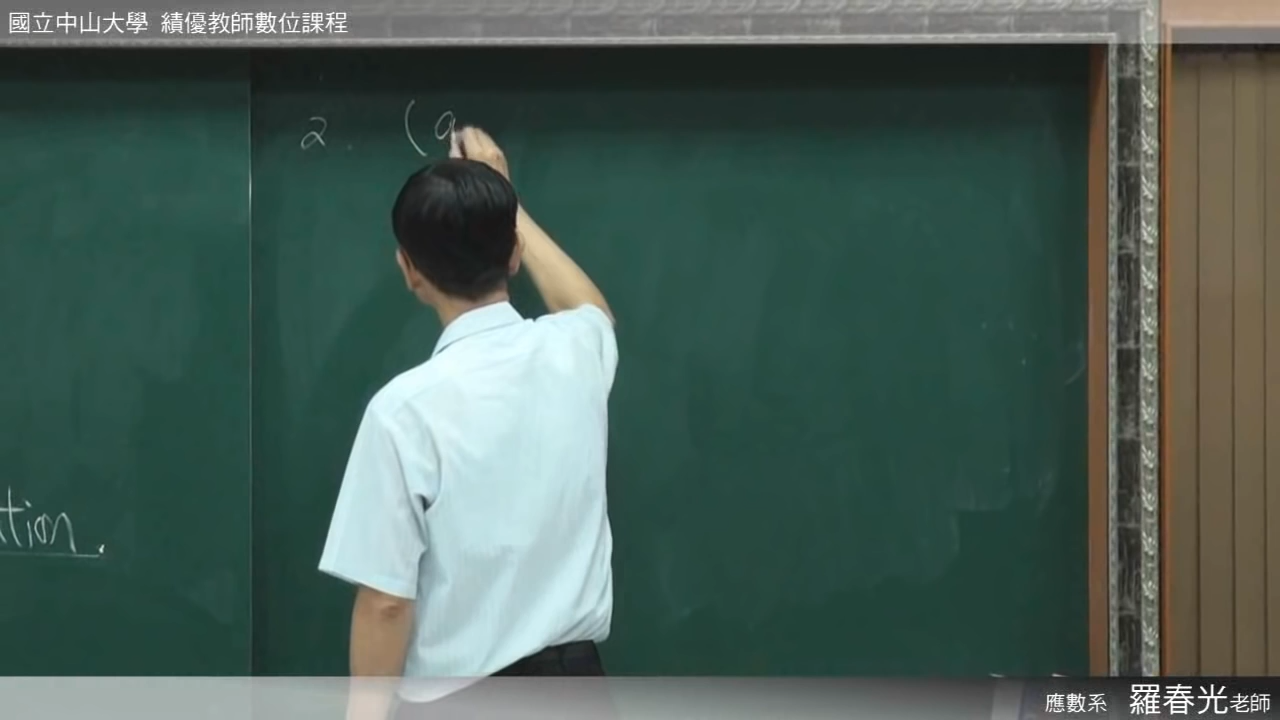 國立中山大學 績優教師數位課程
2. (a
tion.
應數系 羅春光老師